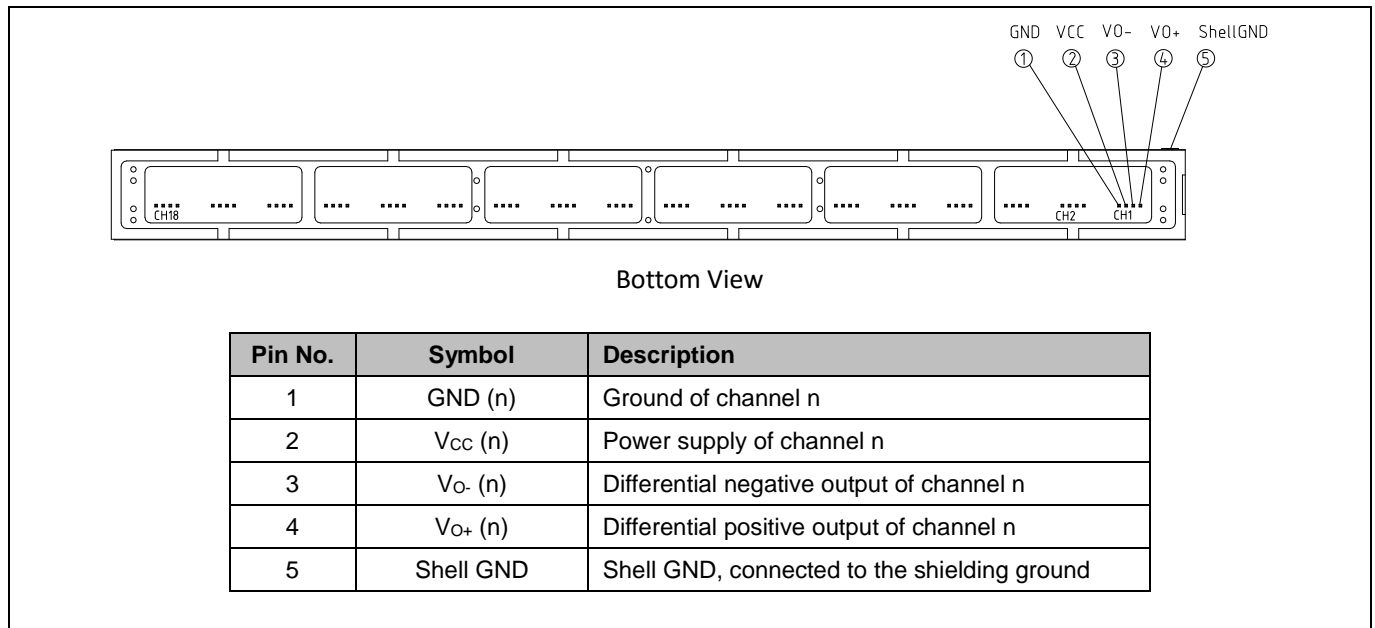 GND VCC VO- VO+ ShellGND
① ② ③ ④ ⑤
CH18 CH2 CH1
Bottom View
Pin No. Symbol Description
1 GND (n) Ground of channel n
2 VCC (n) Power supply of channel n
3 VO- (n) Differential negative output of channel n
4 VO+ (n) Differential positive output of channel n
5 Shell GND Shell GND, connected to the shielding ground